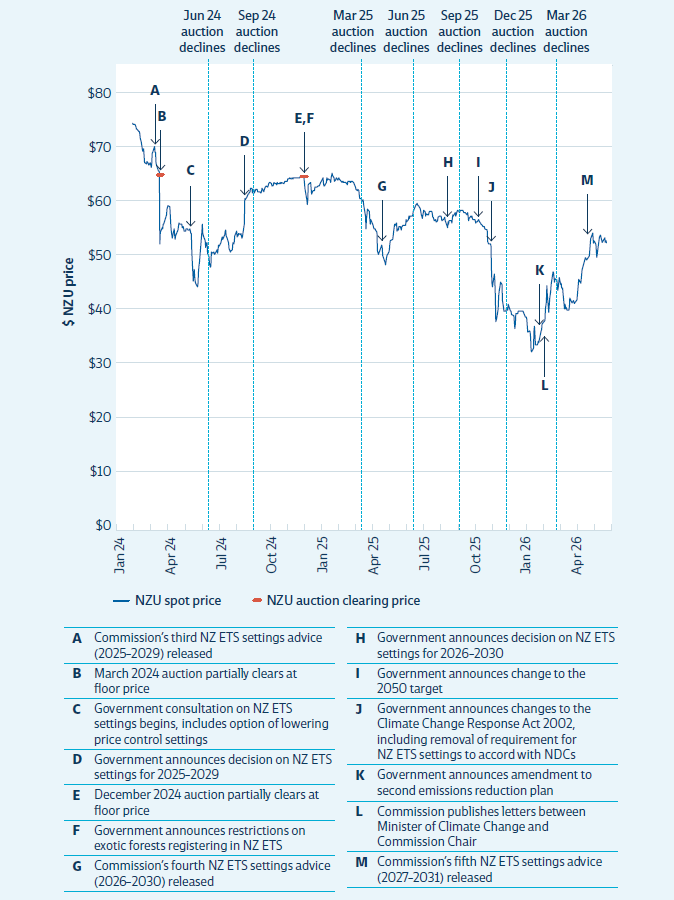 Jun 24 Sep 24 Mar 25 Jun 25 Sep 25 Dec 25 Mar 26
auction auction auction auction auction auction auction
declines declines declines declines declines declines declines
$80
$70
$60
$50
$40
$30
$20
$10
$0
$ NZU price
A
B
C
D
E,F
G
H
I
J
K
L
M
Jan 24
Apr 24
Jul 24
Oct 24
Jan 25
Apr 25
Jul 25
Oct 25
Jan 26
Apr 26
NZU spot price
NZU auction clearing price
A Commission's third NZ ETS settings advice
(2025–2029) released
B March 2024 auction partially clears at
floor price
C Government consultation on NZ ETS
settings begins, includes option of lowering
price control settings
D Government announces decision on NZ ETS
settings for 2025–2029
E December 2024 auction partially clears at
floor price
F Government announces restrictions on
exotic forests registering in NZ ETS
G Commission's fourth NZ ETS settings advice
(2026–2030) released
H Government announces decision on NZ ETS
settings for 2026–2030
I Government announces change to the
2050 target
J Government announces changes to the
Climate Change Response Act 2002,
including removal of requirement for
NZ ETS settings to accord with NDCs
K Government announces amendment to
second emissions reduction plan
L Commission publishes letters between
Minister of Climate Change and
Commission Chair
M Commission's fifth NZ ETS settings advice
(2027–2031) released